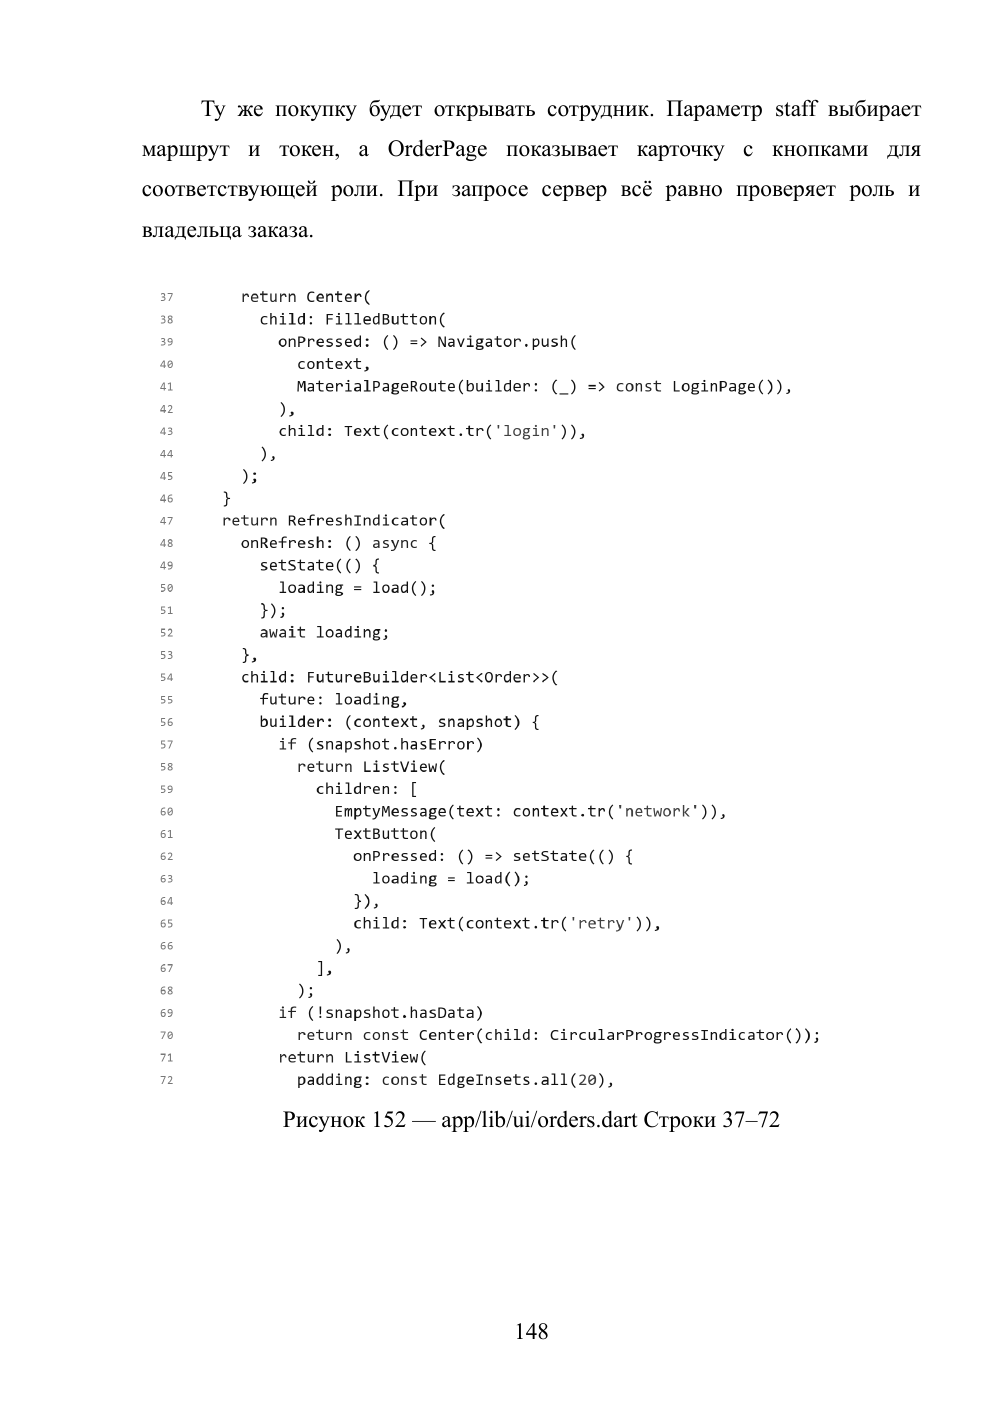 Ту же покупку будет открывать сотрудник. Параметр staff выбирает
маршрут и токен, а OrderPage показывает карточку с кнопками для
соответствующей роли. При запросе сервер всё равно проверяет роль и
владельца заказа.
37 return Center(
38 child: FilledButton(
39 onPressed: () => Navigator.push(
40 context,
41 MaterialPageRoute(builder: (_) => const LoginPage()),
42 ),
43 child: Text(context.tr('login')),
44 ),
45 );
46 }
47 return RefreshIndicator(
48 onRefresh: () async {
49 setState(() {
50 loading = load();
51 });
52 await loading;
53 },
54 child: FutureBuilder<List<Order>>(
55 future: loading,
56 builder: (context, snapshot) {
57 if (snapshot.hasError)
58 return ListView(
59 children: [
60 EmptyMessage(text: context.tr('network')),
61 TextButton(
62 onPressed: () => setState(() {
63 loading = load();
64 }),
65 child: Text(context.tr('retry')),
66 ),
67 ],
68 );
69 if (!snapshot.hasData)
70 return const Center(child: CircularProgressIndicator());
71 return ListView(
72 padding: const EdgeInsets.all(20),
Рисунок 152 — app/lib/ui/orders.dart Строки 37–72
148